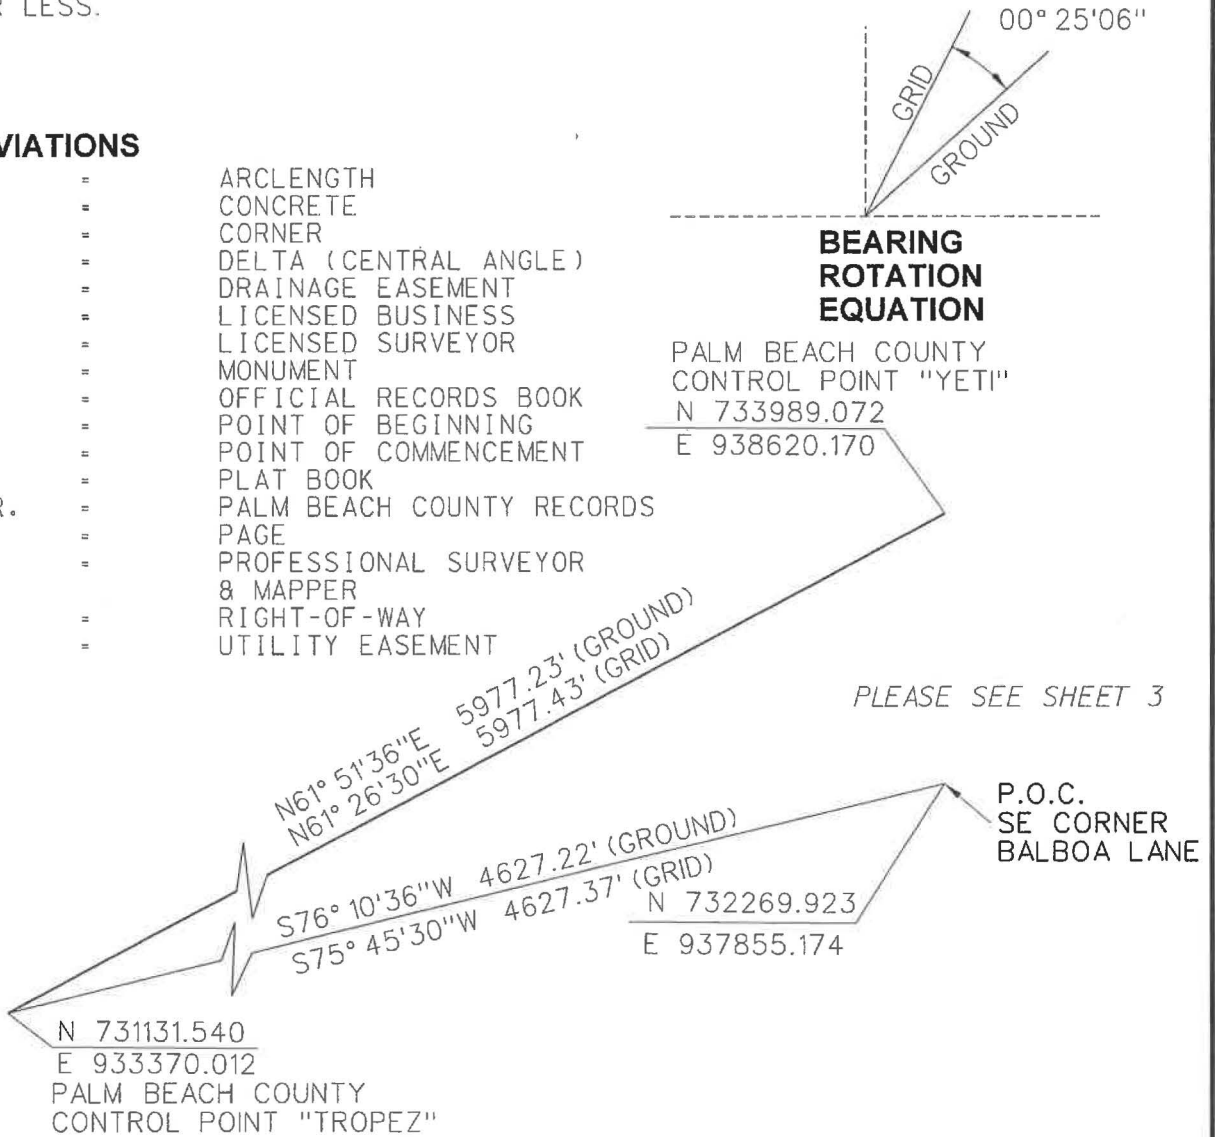 LESS.
00° 25'06"
GRID
GROUND
BEARING
ROTATION
EQUATION
VIATIONS
= ARCLENGTH
= CONCRETE
= CORNER
= DELTA (CENTRAL ANGLE)
= DRAINAGE EASEMENT
= LICENSED BUSINESS
= LICENSED SURVEYOR
= MONUMENT
= OFFICIAL RECORDS BOOK
= POINT OF BEGINNING
= POINT OF COMMENCEMENT
= PLAT BOOK
R. = PALM BEACH COUNTY RECORDS
= PAGE
= PROFESSIONAL SURVEYOR
& MAPPER
= RIGHT-OF-WAY
= UTILITY EASEMENT
PALM BEACH COUNTY
CONTROL POINT "YETI"
N 733989.072
E 938620.170
N61° 51'36"E 5977.23' (GROUND)
N61° 26'30"E 5977.43' (GRID)
PLEASE SEE SHEET 3
P.O.C.
SE CORNER
BALBOA LANE
S76° 10'36"W 4627.22' (GROUND)
S75° 45'30"W 4627.37' (GRID)
N 732269.923
E 937855.174
N 731131.540
E 933370.012
PALM BEACH COUNTY
CONTROL POINT "TROPEZ"